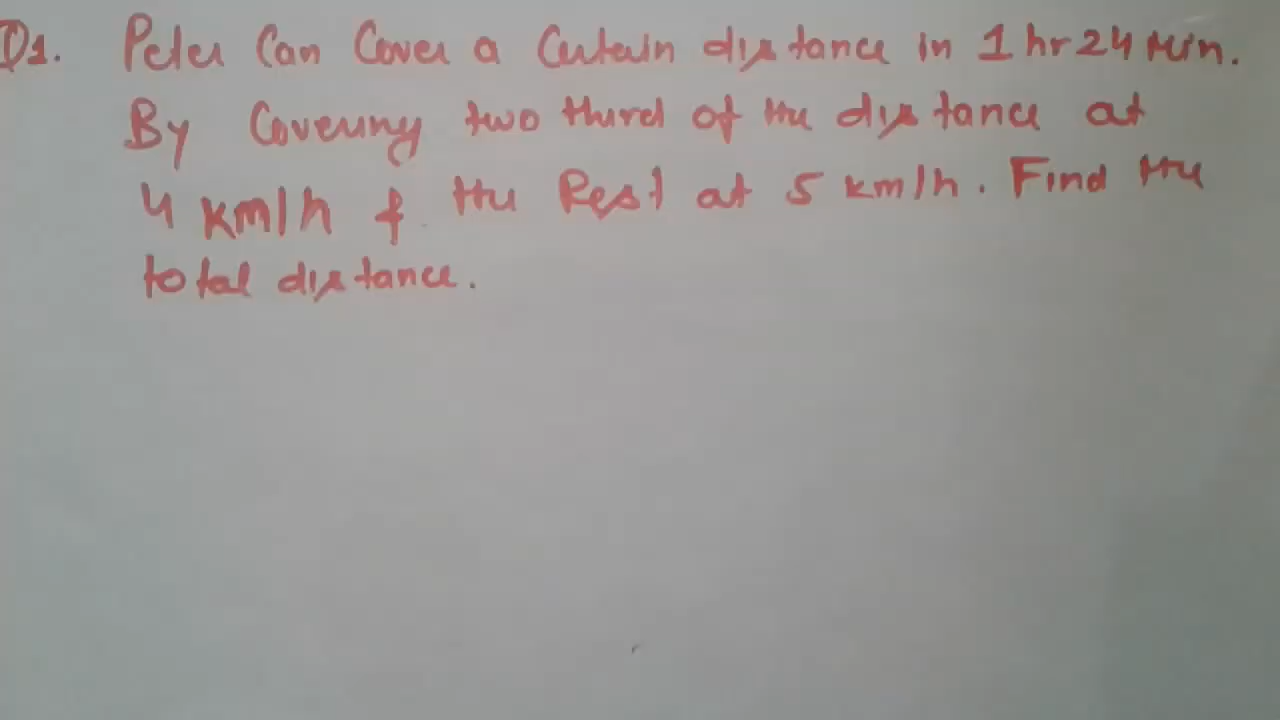 Q1. Peter Can Cover a Certain distance in 1 hr 24 Min.
By Covering two third of the distance at
4 km/h & the Rest at 5 km/h. Find the
total distance.